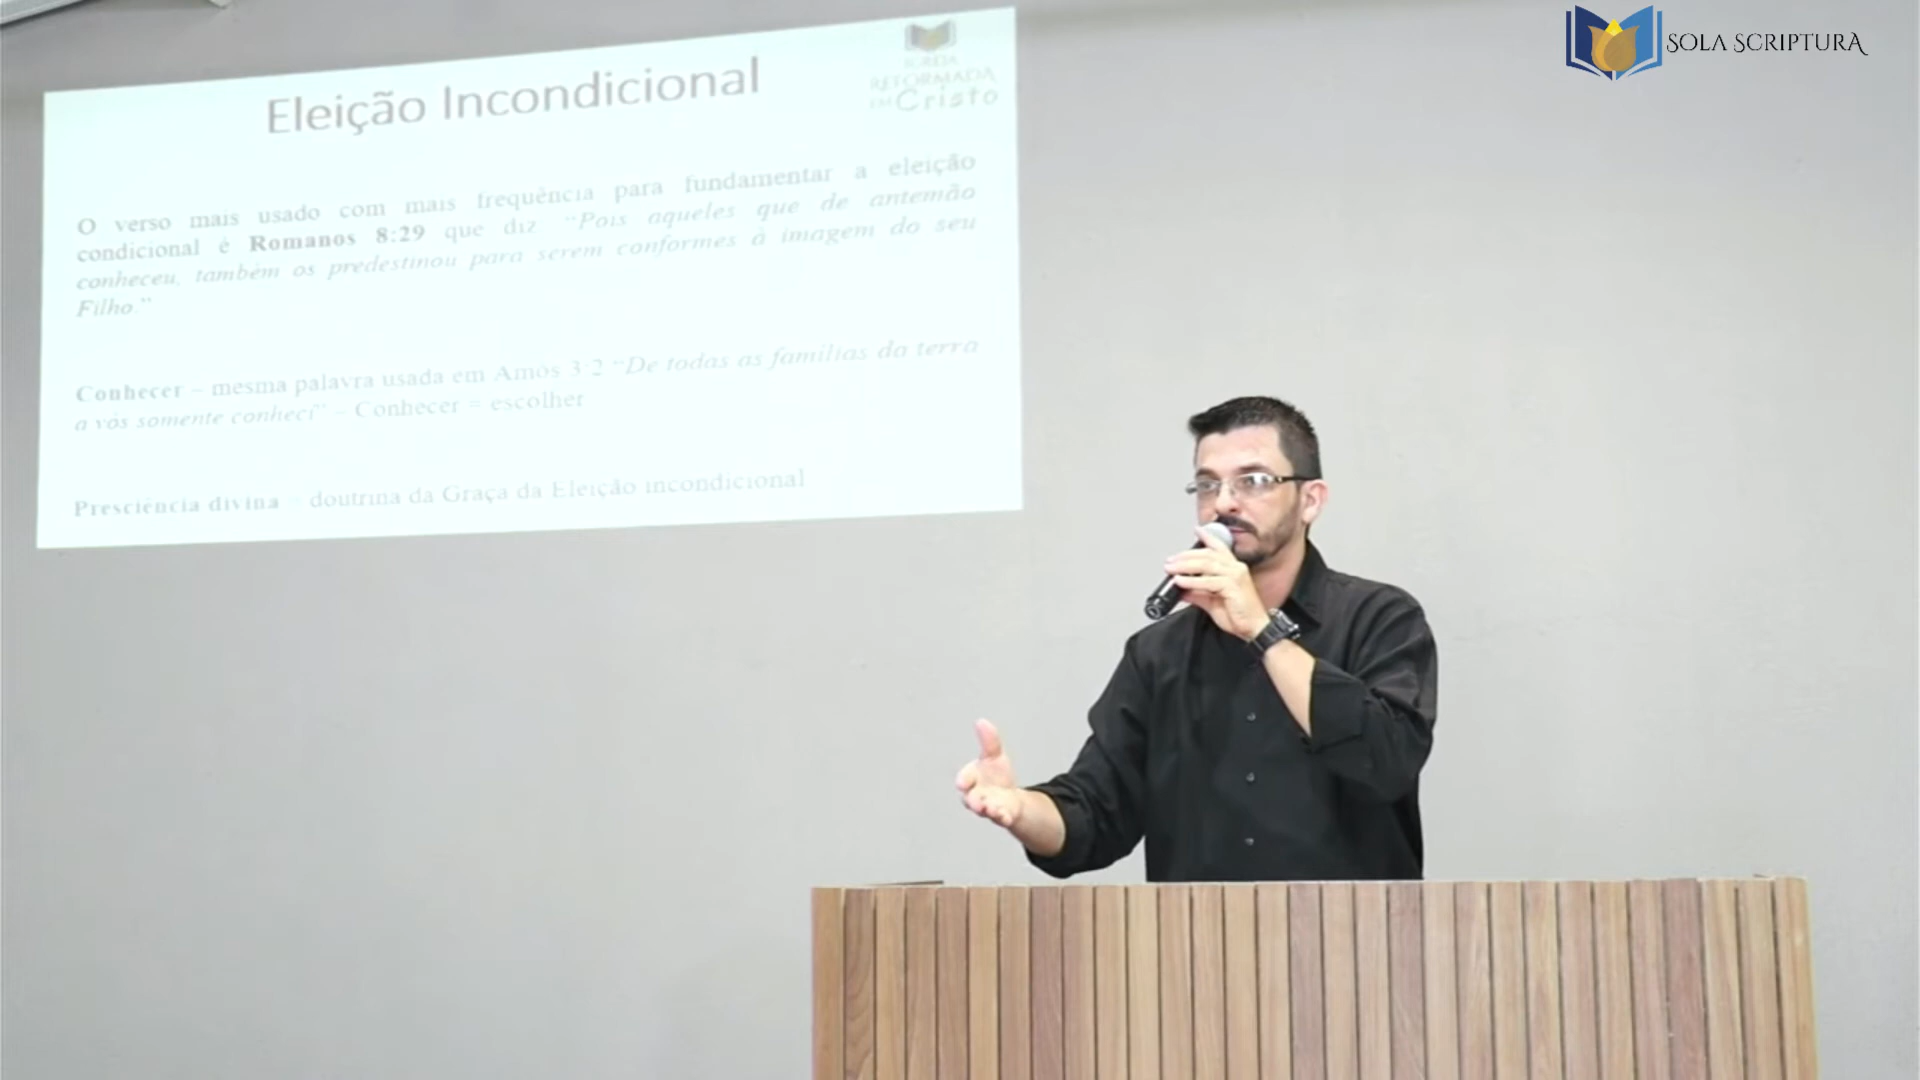 SOLA SCRIPTURA
IGREJA
REFORMADA
EM Cristo
Eleição Incondicional
O verso mais usado com mais frequência para fundamentar a eleição
condicional é Romanos 8:29 que diz "Pois aqueles que de antemão
conheceu, também os predestinou para serem conformes à imagem do seu
Filho."
Conhecer – mesma palavra usada em Amós 3:2 "De todas as famílias da terra
a vós somente conheci" – Conhecer = escolher
Presciência divina – doutrina da Graça da Eleição incondicional